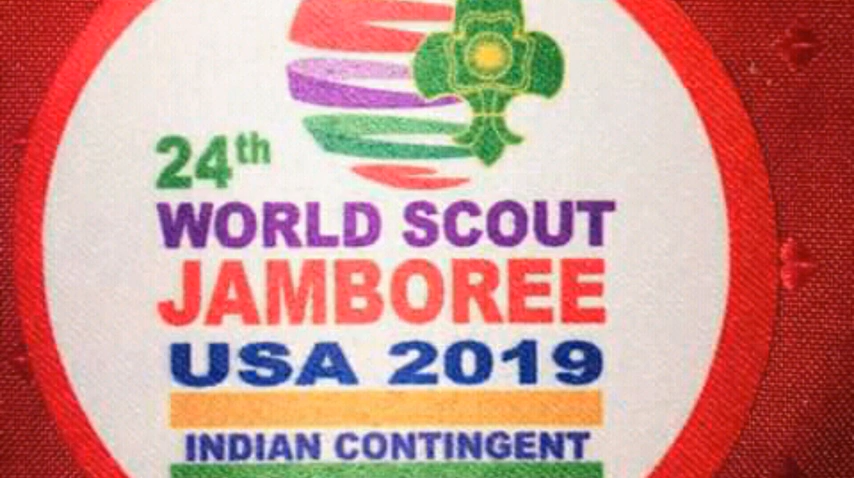 24th
WORLD SCOUT
JAMBOREE
USA 2019
INDIAN CONTINGENT